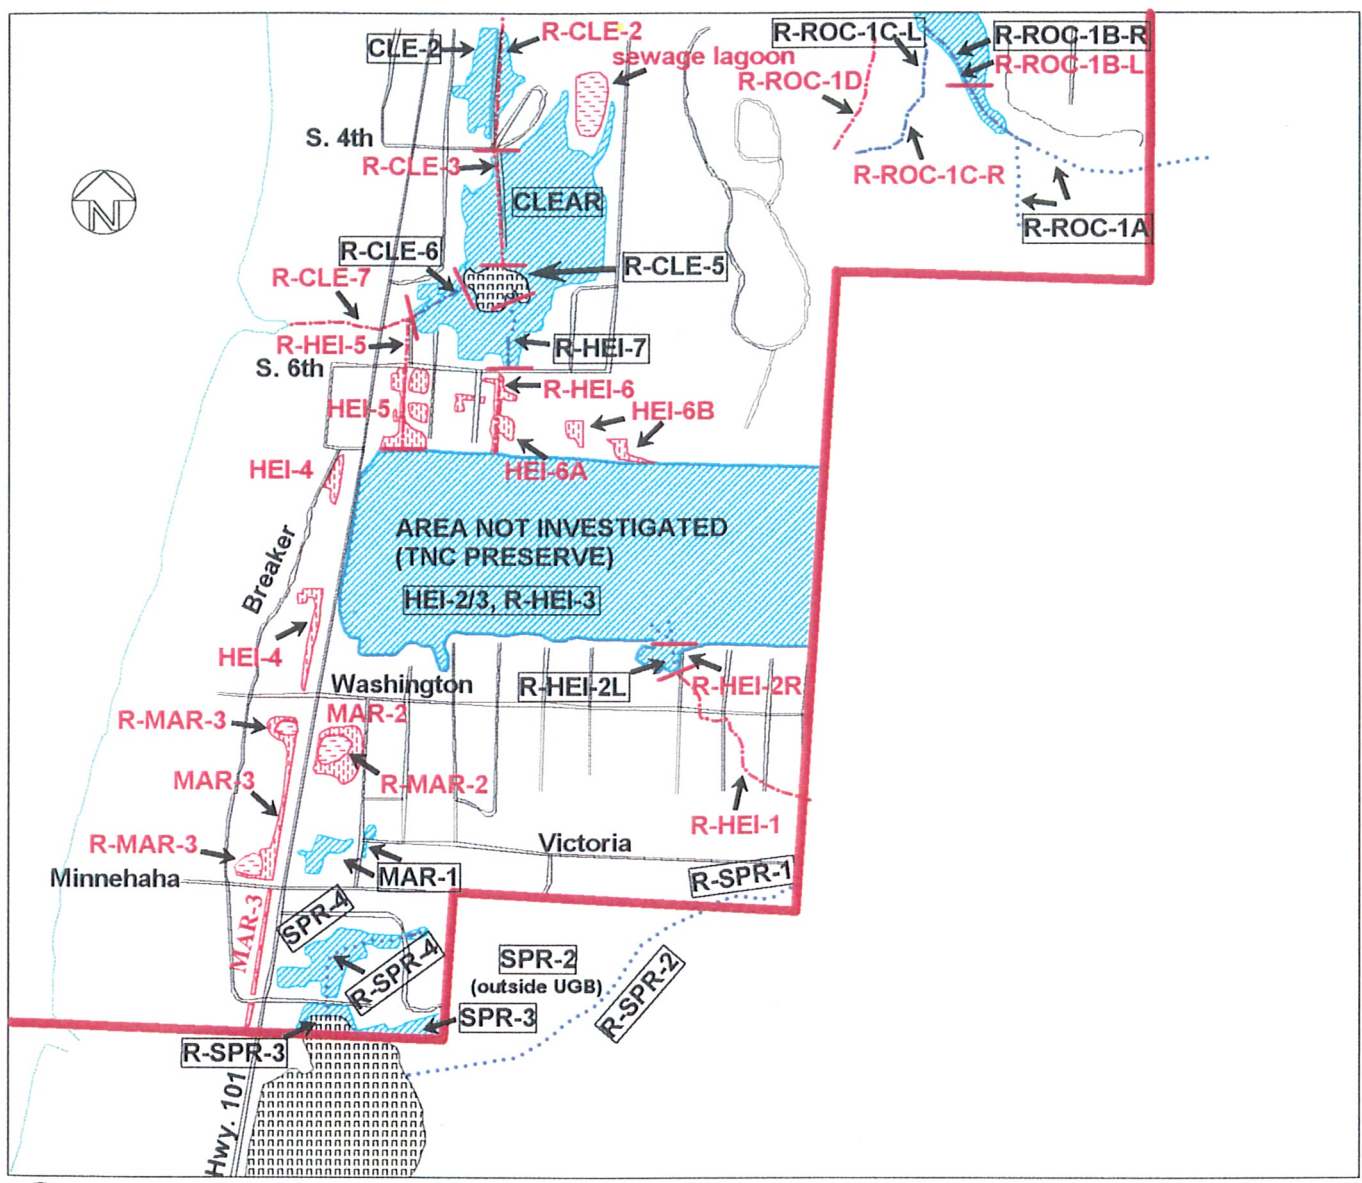 CLE-2
R-CLE-2
sewage lagoon
R-ROC-1C-L
R-ROC-1B-R
R-ROC-1B-L
R-ROC-1D
S. 4th
R-CLE-3
R-ROC-1C-R
CLEAR
N
R-ROC-1A
R-CLE-6
R-CLE-5
R-CLE-7
R-HEI-5
R-HEI-7
S. 6th
R-HEI-6
HEI-5
HEI-6B
HEI-4
HEI-6A
AREA NOT INVESTIGATED
(TNC PRESERVE)
Breaker
HEI-2/3, R-HEI-3
HEI-4
Washington
R-HEI-2L
R-HEI-2R
R-MAR-3
MAR-2
MAR-3
R-MAR-2
R-HEI-1
R-MAR-3
Victoria
Minnehaha
MAR-1
R-SPR-1
MAR-3
SPR-4
R-SPR-4
SPR-2
(outside UGB)
R-SPR-2
SPR-3
R-SPR-3
Hwy. 101